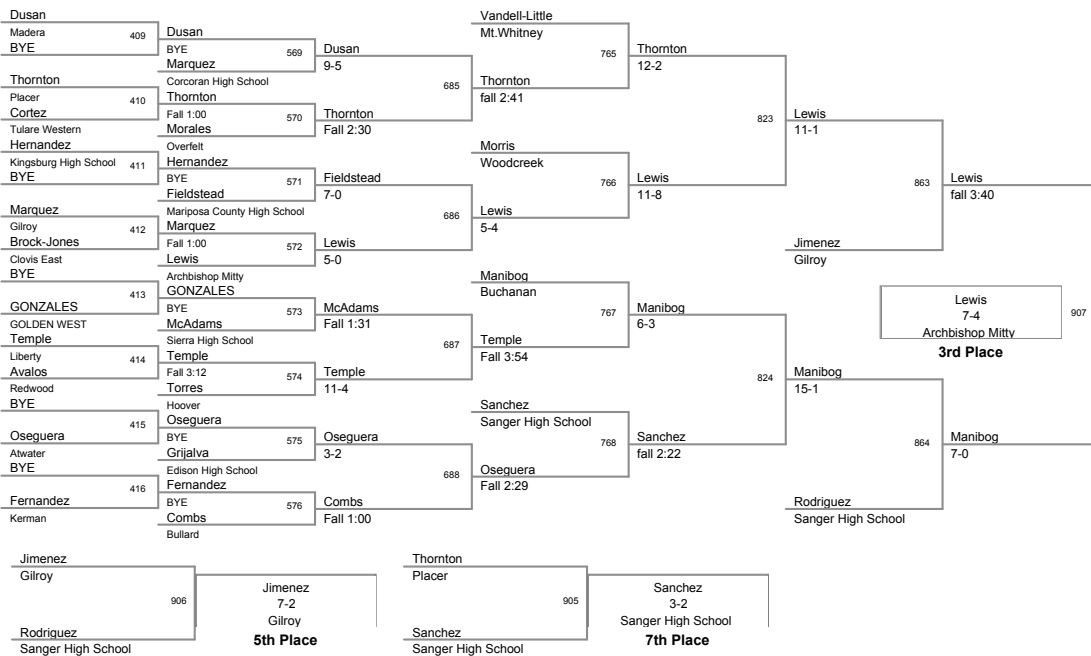 Dusan
Madera
409
BYE
Thornton
Placer
410
Cortez
Tulare Western
Hernandez
Kingsburg High School
411
BYE
Marquez
Gilroy
412
Brock-Jones
Clovis East
BYE
413
GONZALES
GOLDEN WEST
Temple
Liberty
414
Avalos
Redwood
BYE
415
Oseguera
Atwater
BYE
416
Fernandez
Kerman
Dusan
BYE
569
Marquez
Corcoran High School
Thornton
Fall 1:00
570
Morales
Overfelt
Hernandez
BYE
571
Fieldstead
Mariposa County High School
Marquez
Fall 1:00
572
Lewis
Archbishop Mitty
GONZALES
BYE
573
McAdams
Sierra High School
Temple
Fall 3:12
574
Torres
Hoover
Oseguera
BYE
575
Grijalva
Edison High School
Fernandez
BYE
576
Combs
Bullard
Dusan
9-5
685
Thornton
Fall 2:30
Fieldstead
7-0
686
Lewis
5-0
McAdams
Fall 1:31
687
Temple
11-4
Oseguera
3-2
688
Combs
Fall 1:00
Vandell-Little
Mt.Whitney
765
Thornton
fall 2:41
Morris
Woodcreek
766
Lewis
5-4
Manibog
Buchanan
767
Temple
Fall 3:54
Sanchez
Sanger High School
768
Oseguera
Fall 2:29
Thornton
12-2
823
Lewis
11-8
Manibog
6-3
824
Sanchez
fall 2:22
Lewis
11-1
863
Jimenez
Gilroy
Manibog
15-1
864
Rodriguez
Sanger High School
Lewis
fall 3:40
Lewis
7-4
907
Archbishop Mitty
3rd Place
Manibog
7-0
Jimenez
Gilroy
906
Rodriguez
Sanger High School
Jimenez
7-2
Gilroy
5th Place
Thornton
Placer
905
Sanchez
Sanger High School
Sanchez
3-2
Sanger High School
7th Place